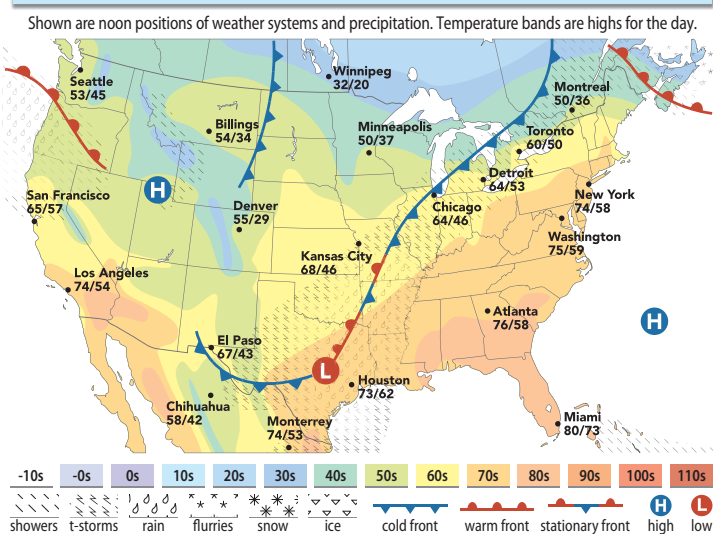 Shown are noon positions of weather systems and precipitation. Temperature bands are highs for the day.
Seattle
53/45
Winnipeg
32/20
Montreal
50/36
Billings
54/34
Minneapolis
50/37
Toronto
60/50
Detroit
64/53
H
San Francisco
65/57
Denver
55/29
Chicago
64/46
New York
74/58
Washington
75/59
Kansas City
68/46
Los Angeles
74/54
Atlanta
76/58
H
El Paso
67/43
L
Houston
73/62
Chihuahua
58/42
Monterrey
74/53
Miami
80/73
-10s -0s 0s 10s 20s 30s 40s 50s 60s 70s 80s 90s 100s 110s
H L
showers t-storms rain flurries snow ice cold front warm front stationary front high low